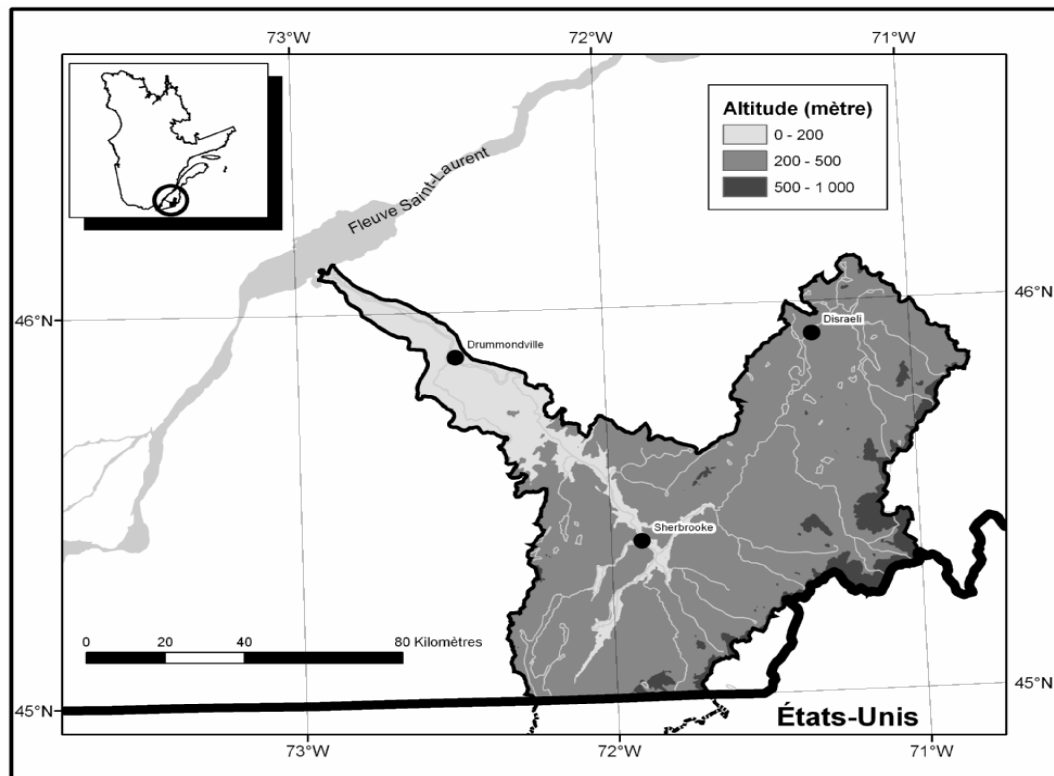 73°W 72°W 71°W
Altitude (mètre)
0 - 200
200 - 500
500 - 1 000
Fleuve Saint-Laurent
46°N 46°N
Disraeli
Drummondville
Sherbrooke
0 20 40 80 Kilomètres
45°N 45°N
États-Unis
73°W 72°W 71°W